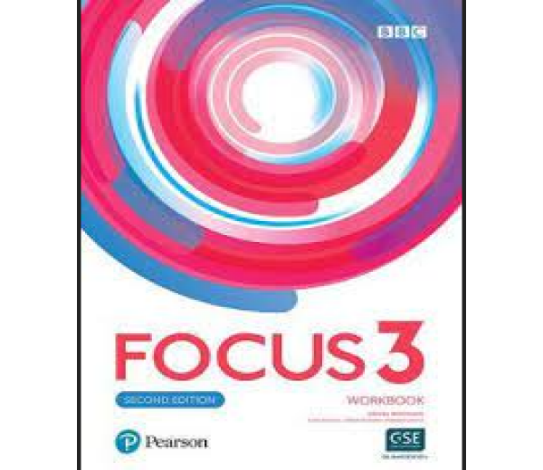 BBC
FOCUS 3
SECOND EDITION
WORKBOOK
Pearson
GSE